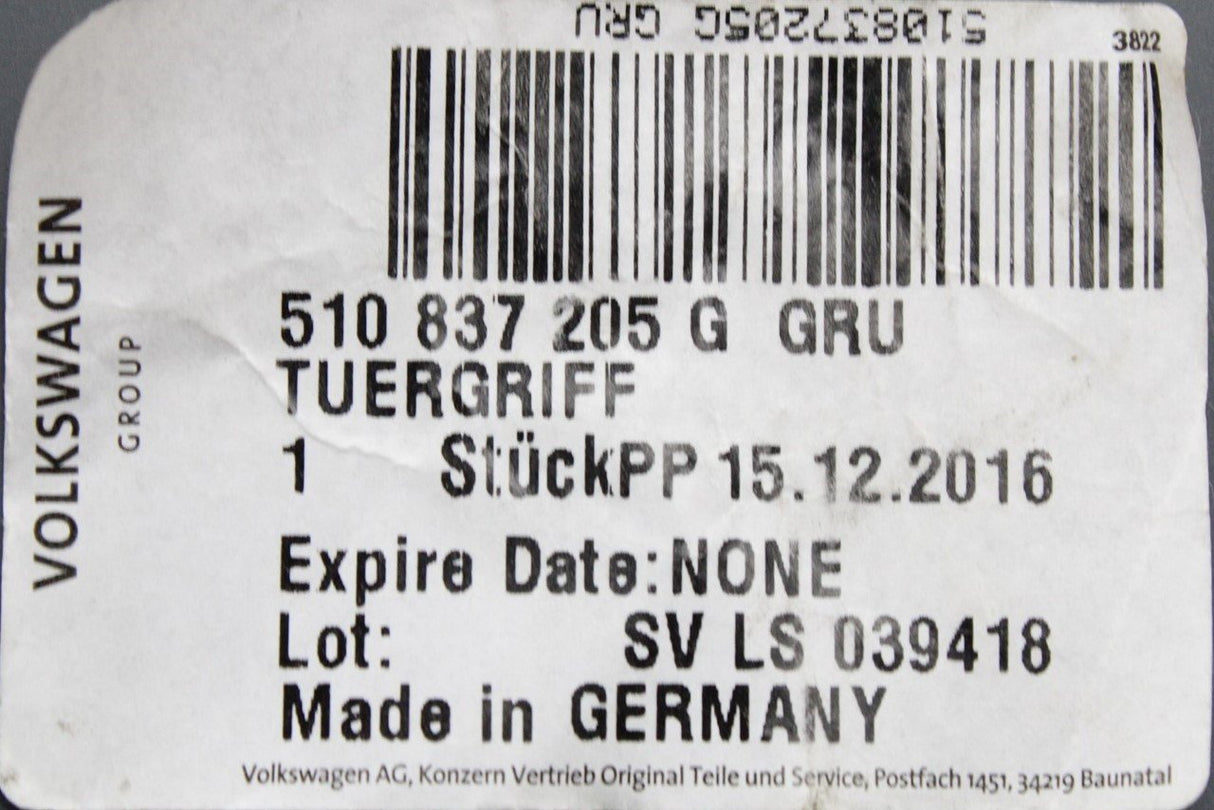 510837205G GRU
3822
VOLKSWAGEN
GROUP
510 837 205 G GRU
TUERGRIFF
1 StückPP 15.12.2016
Expire Date:NONE
Lot: SV LS 039418
Made in GERMANY
Volkswagen AG, Konzern Vertrieb Original Teile und Service, Postfach 1451, 34219 Baunatal